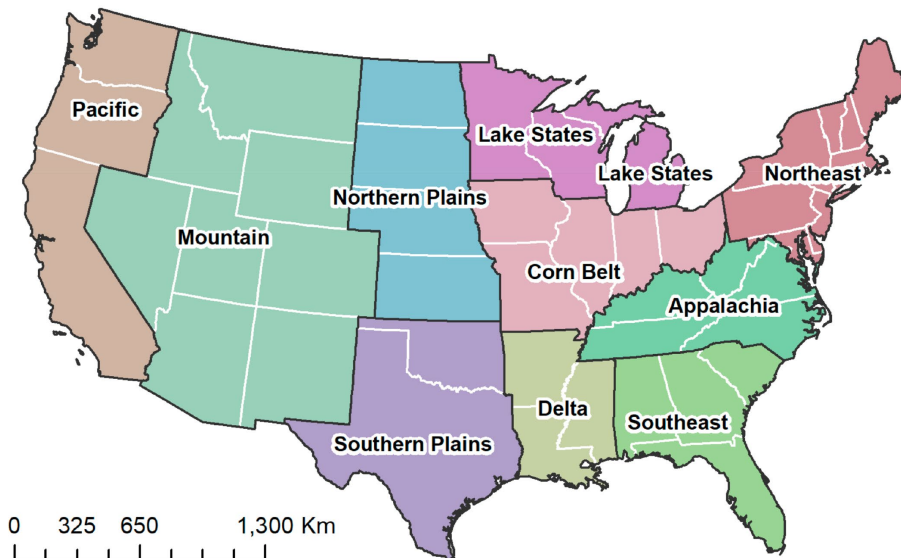 Pacific
Lake States
Lake States
Northeast
Northern Plains
Mountain
Corn Belt
Appalachia
Delta
Southeast
Southern Plains
0 325 650 1,300 Km